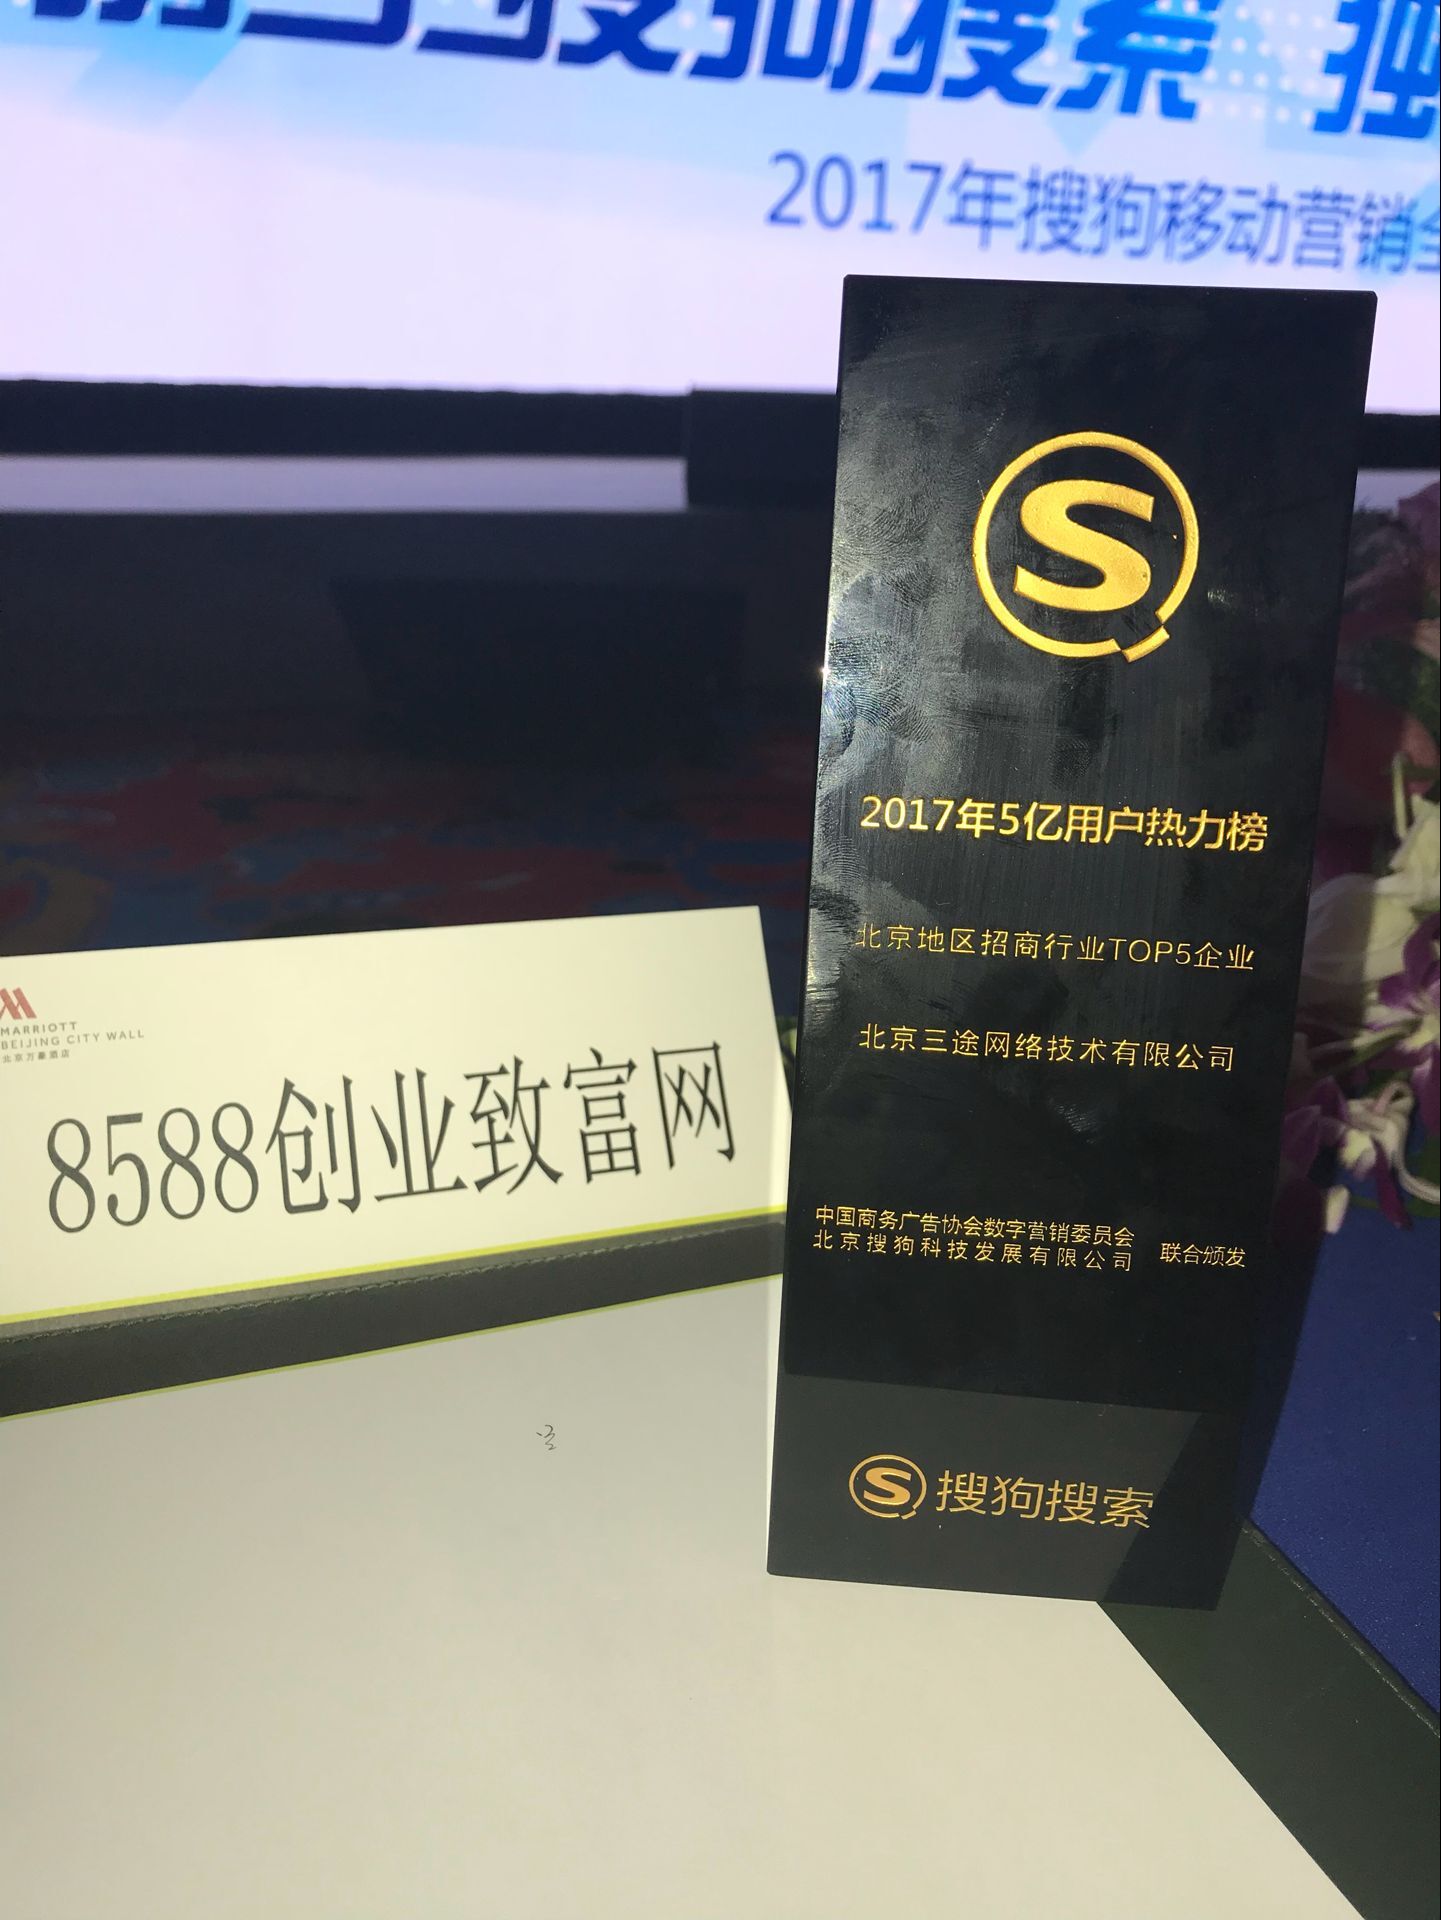 搜狗搜索 独
2017年搜狗移动营销
S
2017年5亿用户热力榜
北京地区招商行业TOP5企业
北京三途网络技术有限公司
中国商务广告协会数字营销委员会
北京搜狗科技发展有限公司
联合颁发
S 搜狗搜索
MARRIOTT
BEIJING CITY WALL
北京万豪酒店
8588创业致富网